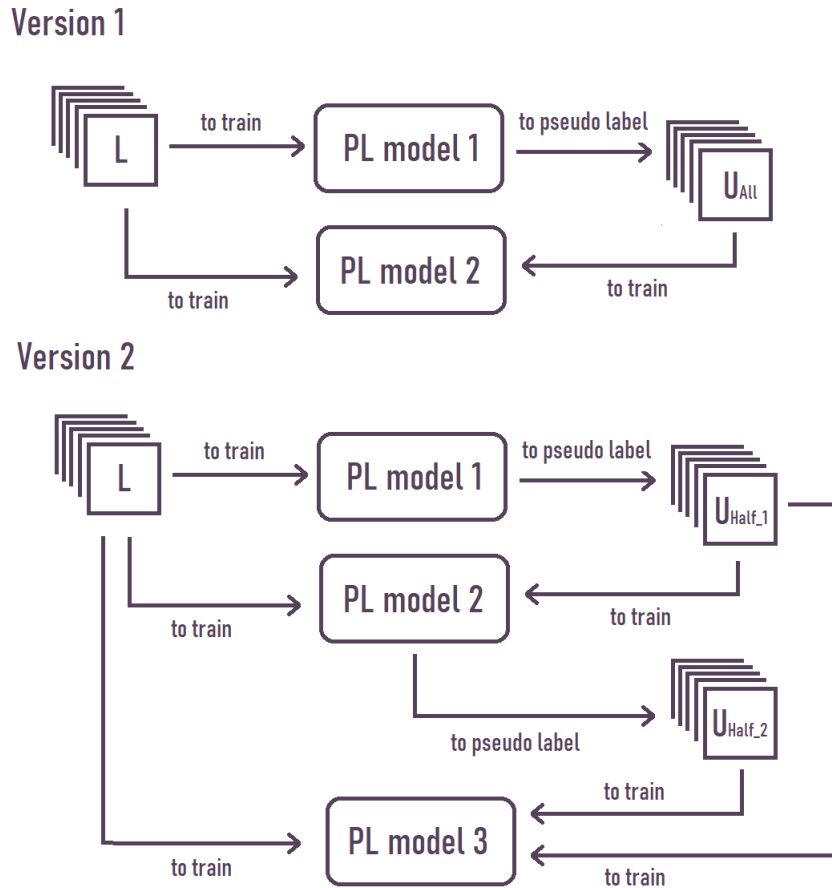 Version 1
L
to train
PL model 1
to pseudo label
UAll
to train
PL model 2
to train
Version 2
L
to train
PL model 1
to pseudo label
UHalf_1
to train
PL model 2
to train
to pseudo label
UHalf_2
to train
to train
PL model 3
to train